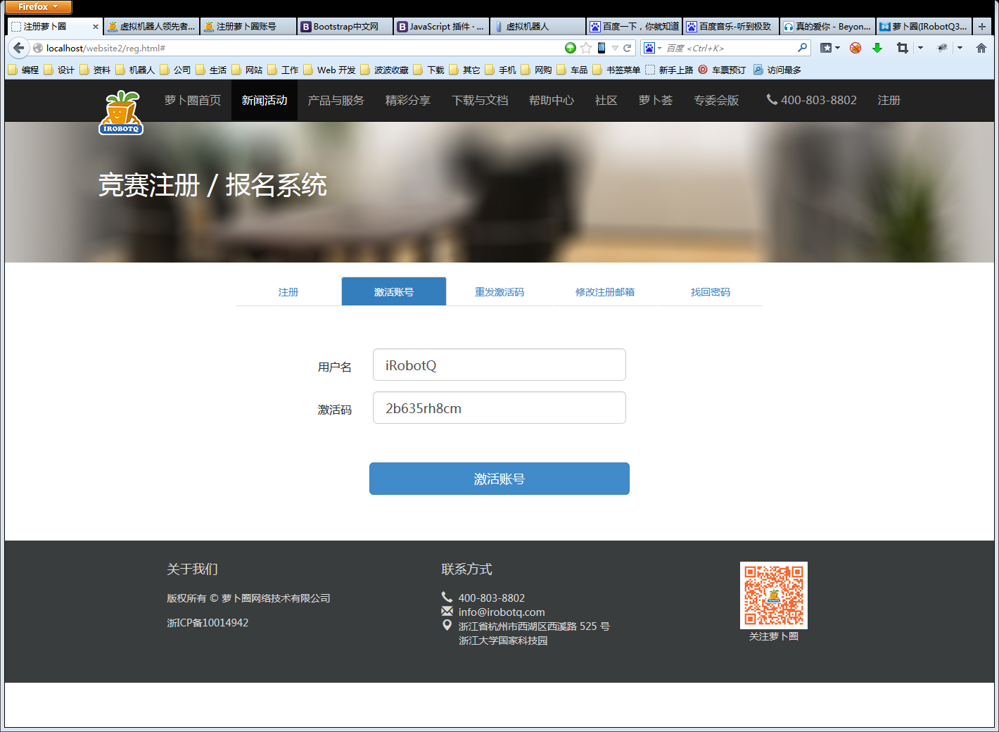 Firefox
注册萝卜圈
虚拟机器人领先者...
注册萝卜圈账号
Bootstrap中文网
JavaScript 插件 · ...
虚拟机器人
百度一下，你就知道
百度音乐-听到极致
真的爱你 - Beyon...
萝卜圈(IRobotQ3...
localhost/website2/reg.html#
百度 <Ctrl+K>
编程 设计 资料 机器人 公司 生活 网站 工作 Web 开发 波波收藏 下载 其它 手机 网购 车品 书签菜单 新手上路 车票预订 访问最多
IROBOTQ
萝卜圈首页 新闻活动 产品与服务 精彩分享 下载与文档 帮助中心 社区 萝卜荟 专委会版 400-803-8802 注册
竞赛注册 / 报名系统
注册 激活账号 重发激活码 修改注册邮箱 找回密码
用户名 iRobotQ
激活码 2b635rh8cm
激活账号
关于我们
版权所有 © 萝卜圈网络技术有限公司
浙ICP备10014942
联系方式
400-803-8802
info@irobotq.com
浙江省杭州市西湖区西溪路 525 号
浙江大学国家科技园
关注萝卜圈